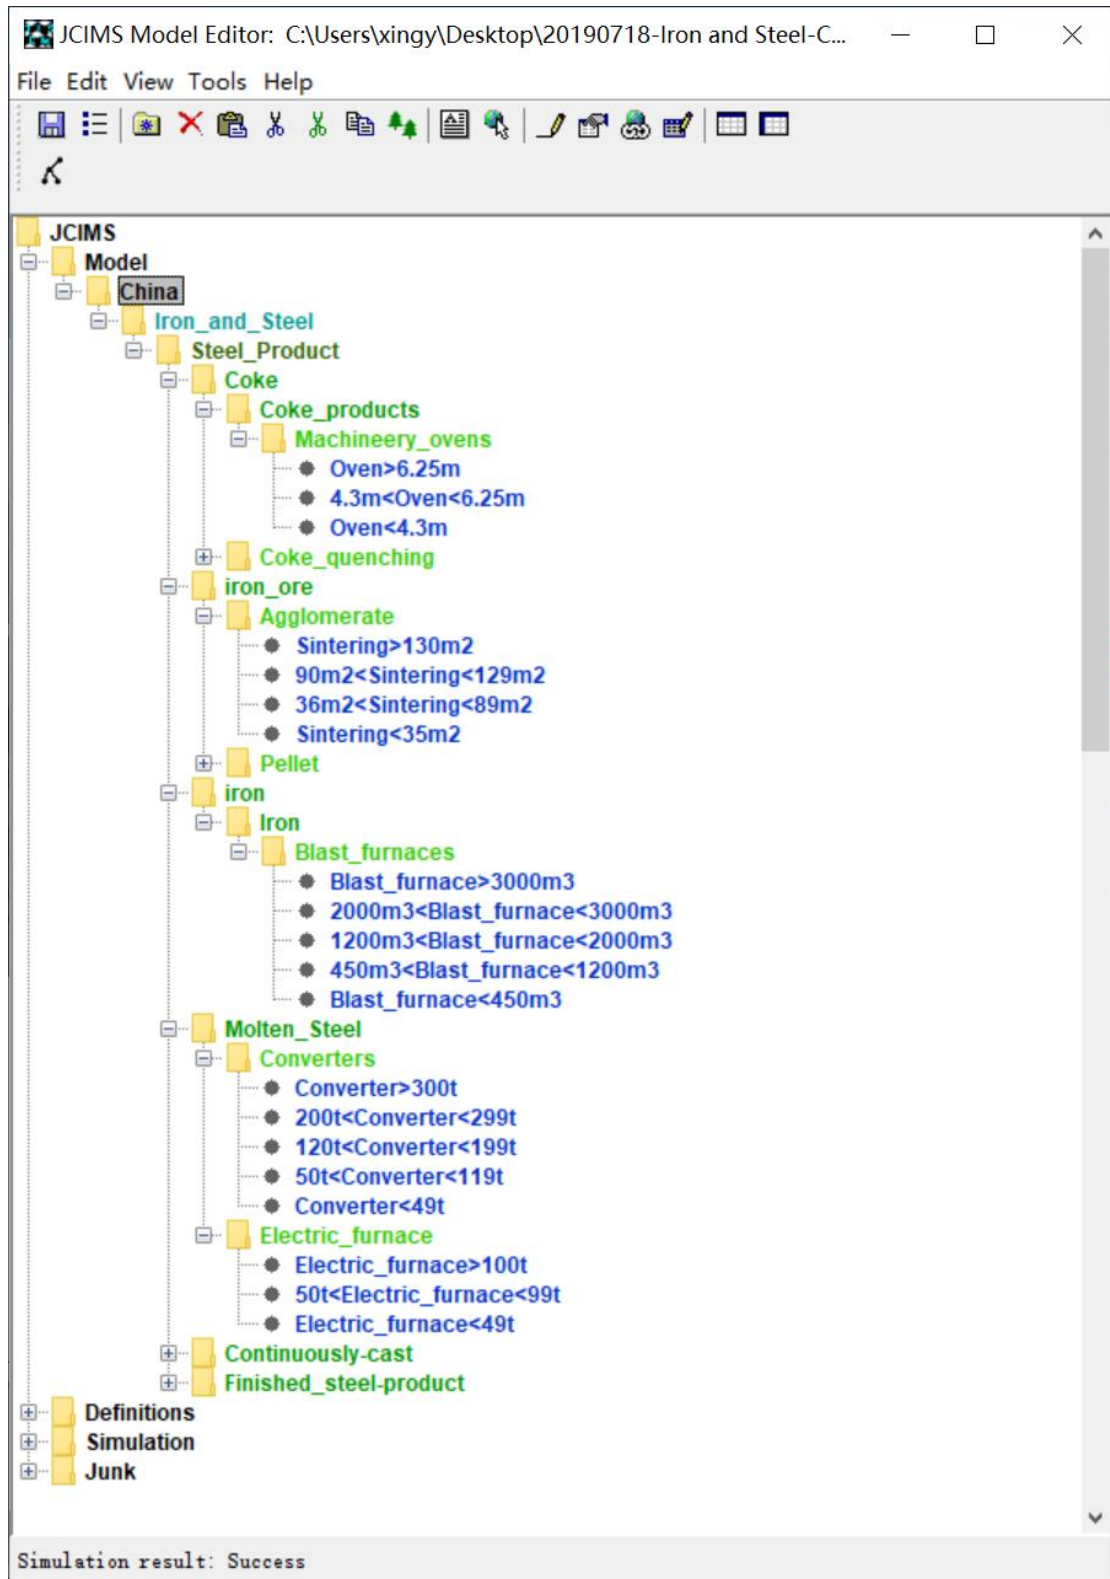 JCIMS Model Editor: C:\Users\xingy\Desktop\20190718-Iron and Steel-C...
File Edit View Tools Help
JCIMS
Model
China
Iron_and_Steel
Steel_Product
Coke
Coke_products
Machineery_ovens
Oven>6.25m
4.3m<Oven<6.25m
Oven<4.3m
Coke_quenching
iron_ore
Agglomerate
Sintering>130m2
90m2<Sintering<129m2
36m2<Sintering<89m2
Sintering<35m2
Pellet
iron
Iron
Blast_furnaces
Blast_furnace>3000m3
2000m3<Blast_furnace<3000m3
1200m3<Blast_furnace<2000m3
450m3<Blast_furnace<1200m3
Blast_furnace<450m3
Molten_Steel
Converters
Converter>300t
200t<Converter<299t
120t<Converter<199t
50t<Converter<119t
Converter<49t
Electric_furnace
Electric_furnace>100t
50t<Electric_furnace<99t
Electric_furnace<49t
Continuously-cast
Finished_steel-product
Definitions
Simulation
Junk
Simulation result: Success